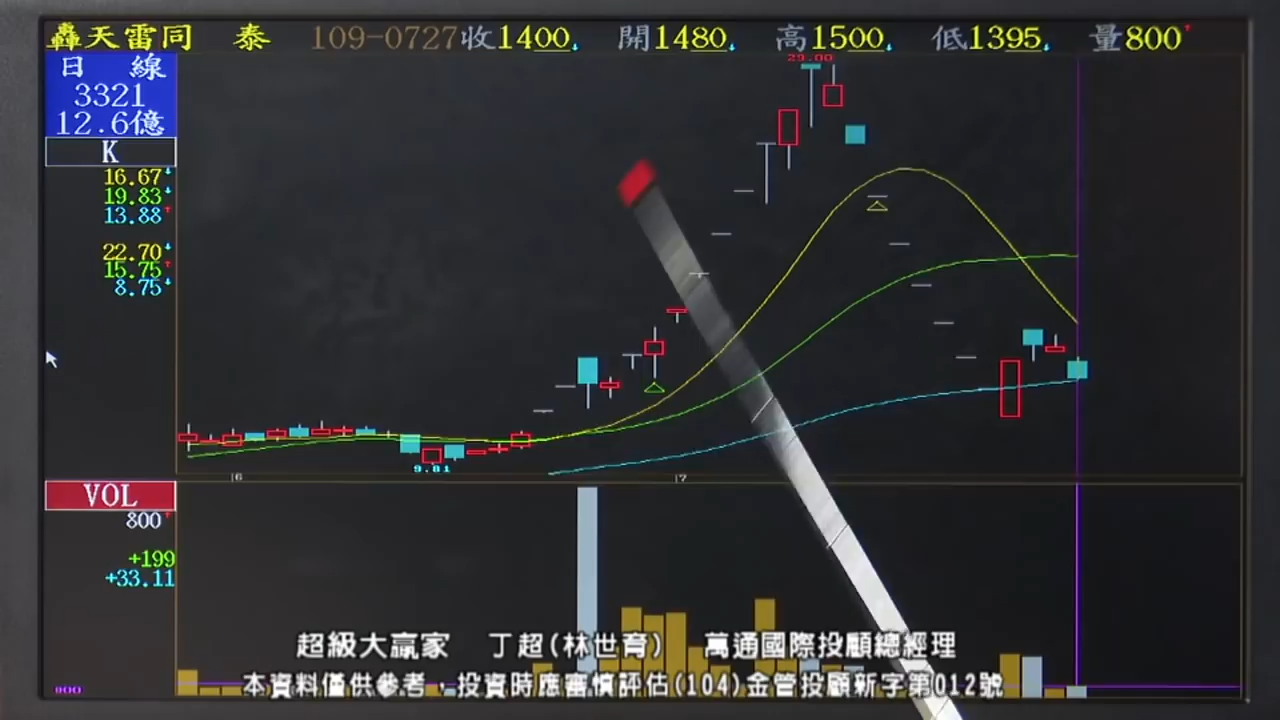 轟天雷同 泰 109-0727收1400 開1480 高1500 低1395 量800
日 線
3321
12.6億
K
16.67
19.83
13.88
22.70
15.75
8.75
29.00
9.81
6
7
VOL
800
+199
+33.11
800
超級大贏家 丁超(林世育) 萬通國際投顧總經理
本資料僅供參考，投資時應審慎評估(104)金管投顧新字第012號